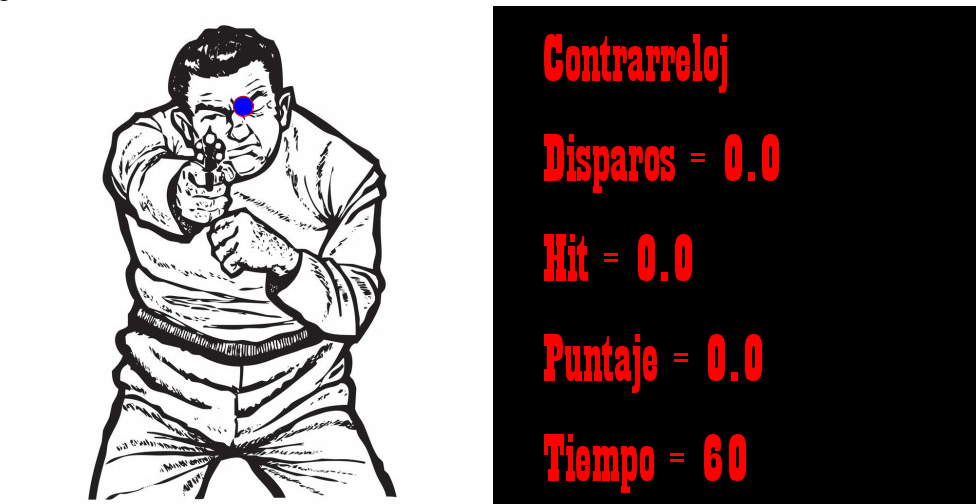 Contrarreloj
Disparos = 0.0
Hit = 0.0
Puntaje = 0.0
Tiempo = 60